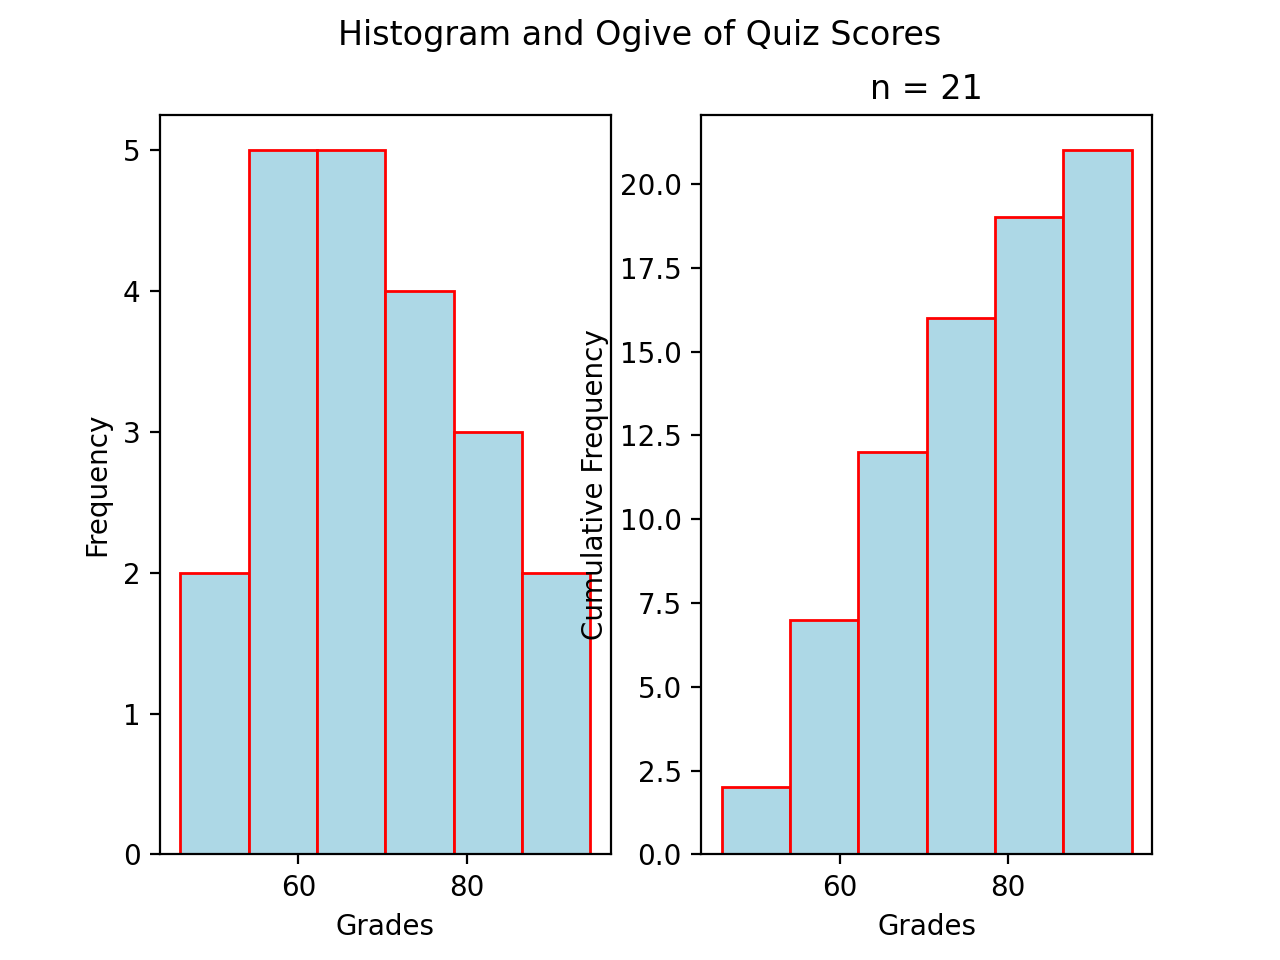 Histogram and Ogive of Quiz Scores
5
4
3
2
1
0
Frequency
60 80
Grades
n = 21
20.0
17.5
15.0
12.5
10.0
7.5
5.0
2.5
0.0
Cumulative Frequency
60 80
Grades